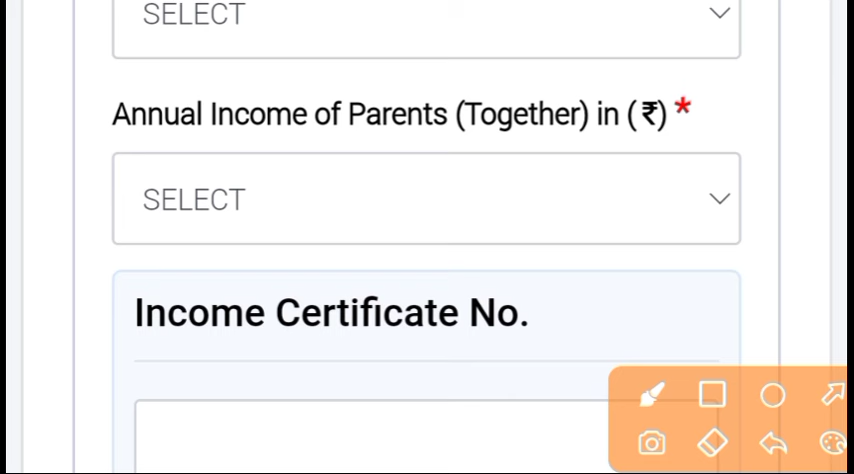 SELECT
Annual Income of Parents (Together) in (₹) *
SELECT
Income Certificate No.